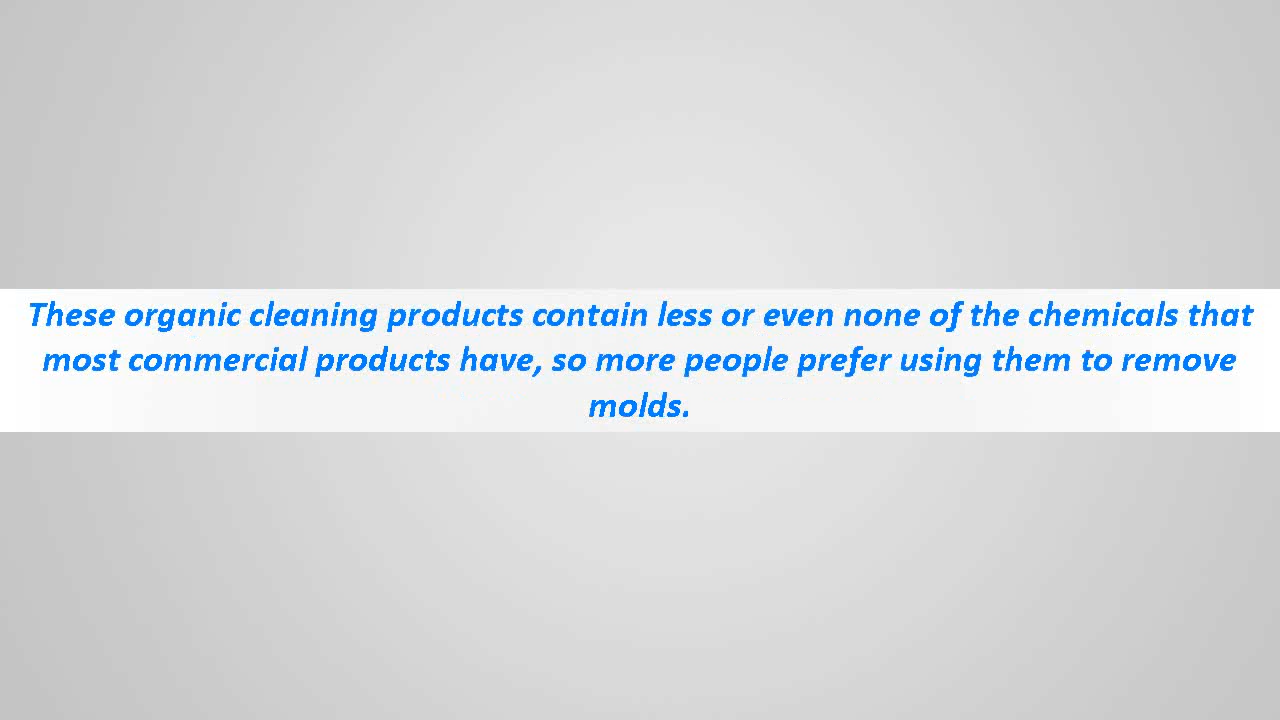 These organic cleaning products contain less or even none of the chemicals that
most commercial products have, so more people prefer using them to remove
molds.